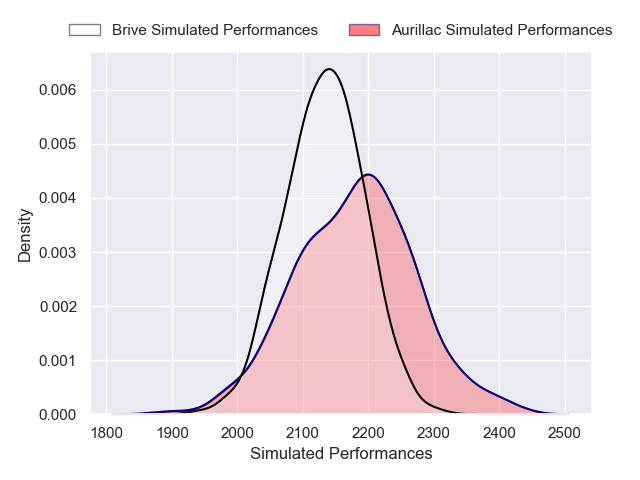 Brive Simulated Performances Aurillac Simulated Performances
0.006
0.005
0.004
0.003
0.002
0.001
0.000
Density
1800 1900 2000 2100 2200 2300 2400 2500
Simulated Performances